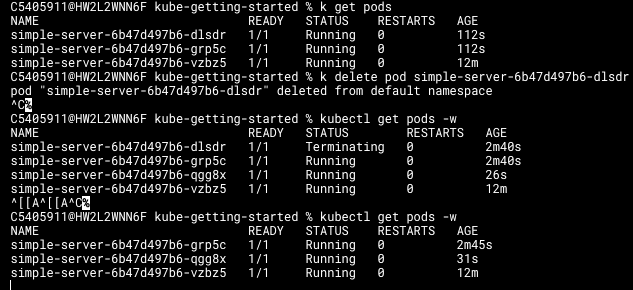 C5405911@HW2L2WNN6F kube-getting-started % k get pods
NAME READY STATUS RESTARTS AGE
simple-server-6b47d497b6-dlsdr 1/1 Running 0 112s
simple-server-6b47d497b6-grp5c 1/1 Running 0 112s
simple-server-6b47d497b6-vzbz5 1/1 Running 0 12m
C5405911@HW2L2WNN6F kube-getting-started % k delete pod simple-server-6b47d497b6-dlsdr
pod "simple-server-6b47d497b6-dlsdr" deleted from default namespace
^C%
C5405911@HW2L2WNN6F kube-getting-started % kubectl get pods -w
NAME READY STATUS RESTARTS AGE
simple-server-6b47d497b6-dlsdr 1/1 Terminating 0 2m40s
simple-server-6b47d497b6-grp5c 1/1 Running 0 2m40s
simple-server-6b47d497b6-qgg8x 1/1 Running 0 26s
simple-server-6b47d497b6-vzbz5 1/1 Running 0 12m
^[[A^[[A^C%
C5405911@HW2L2WNN6F kube-getting-started % kubectl get pods -w
NAME READY STATUS RESTARTS AGE
simple-server-6b47d497b6-grp5c 1/1 Running 0 2m45s
simple-server-6b47d497b6-qgg8x 1/1 Running 0 31s
simple-server-6b47d497b6-vzbz5 1/1 Running 0 12m